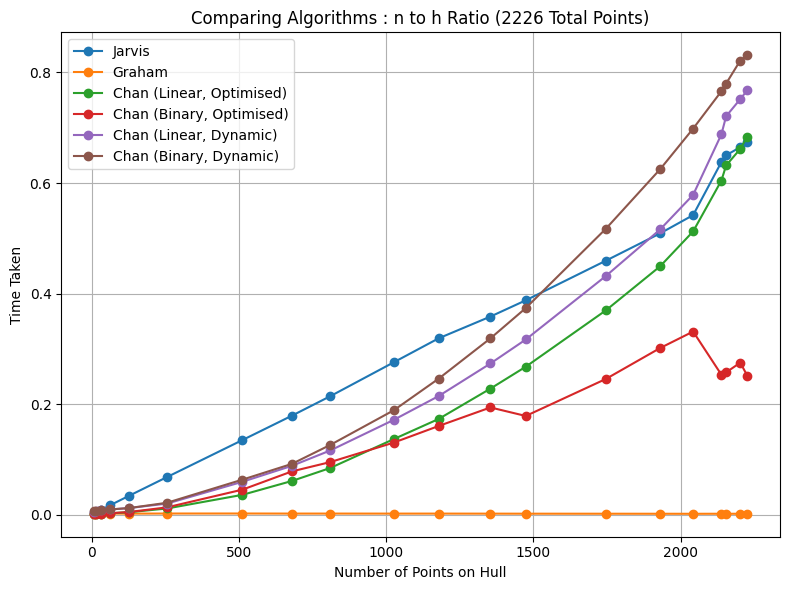 Comparing Algorithms : n to h Ratio (2226 Total Points)
Jarvis
Graham
Chan (Linear, Optimised)
Chan (Binary, Optimised)
Chan (Linear, Dynamic)
Chan (Binary, Dynamic)
Time Taken
0.8
0.6
0.4
0.2
0.0
0 500 1000 1500 2000
Number of Points on Hull